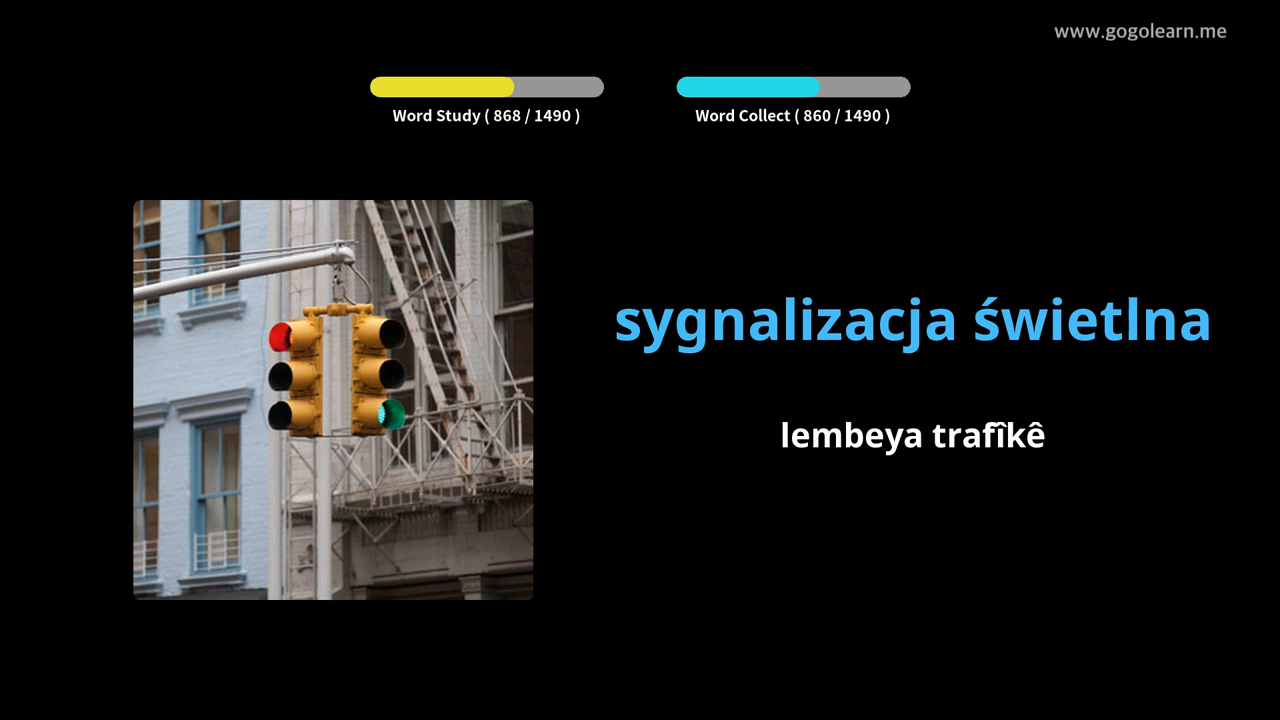 www.gogolearn.me
Word Study ( 868 / 1490 )
Word Collect ( 860 / 1490 )
sygnalizacja świetlna
lembeya trafîkê